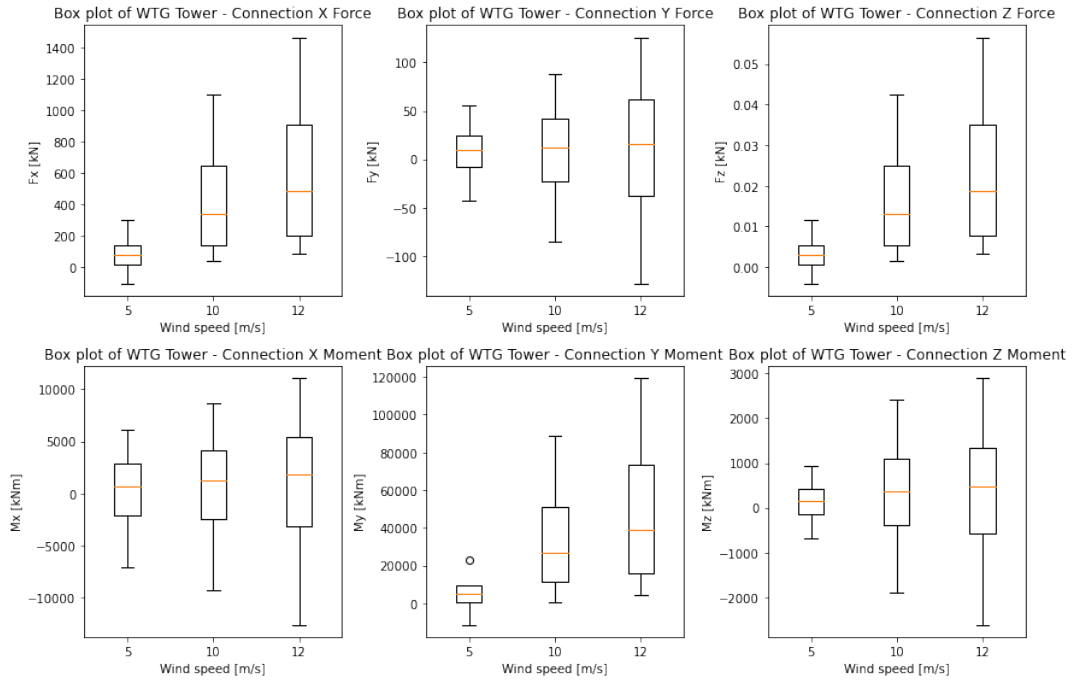 Box plot of WTG Tower - Connection X Force
Fx [kN]
1400
1200
1000
800
600
400
200
0
5 10 12
Wind speed [m/s]
Box plot of WTG Tower - Connection Y Force
Fy [kN]
100
50
0
−50
−100
5 10 12
Wind speed [m/s]
Box plot of WTG Tower - Connection Z Force
Fz [kN]
0.05
0.04
0.03
0.02
0.01
0.00
5 10 12
Wind speed [m/s]
Box plot of WTG Tower - Connection X Moment
Mx [kNm]
10000
5000
0
−5000
−10000
5 10 12
Wind speed [m/s]
Box plot of WTG Tower - Connection Y Moment
My [kNm]
120000
100000
80000
60000
40000
20000
0
5 10 12
Wind speed [m/s]
Box plot of WTG Tower - Connection Z Moment
Mz [kNm]
3000
2000
1000
0
−1000
−2000
5 10 12
Wind speed [m/s]